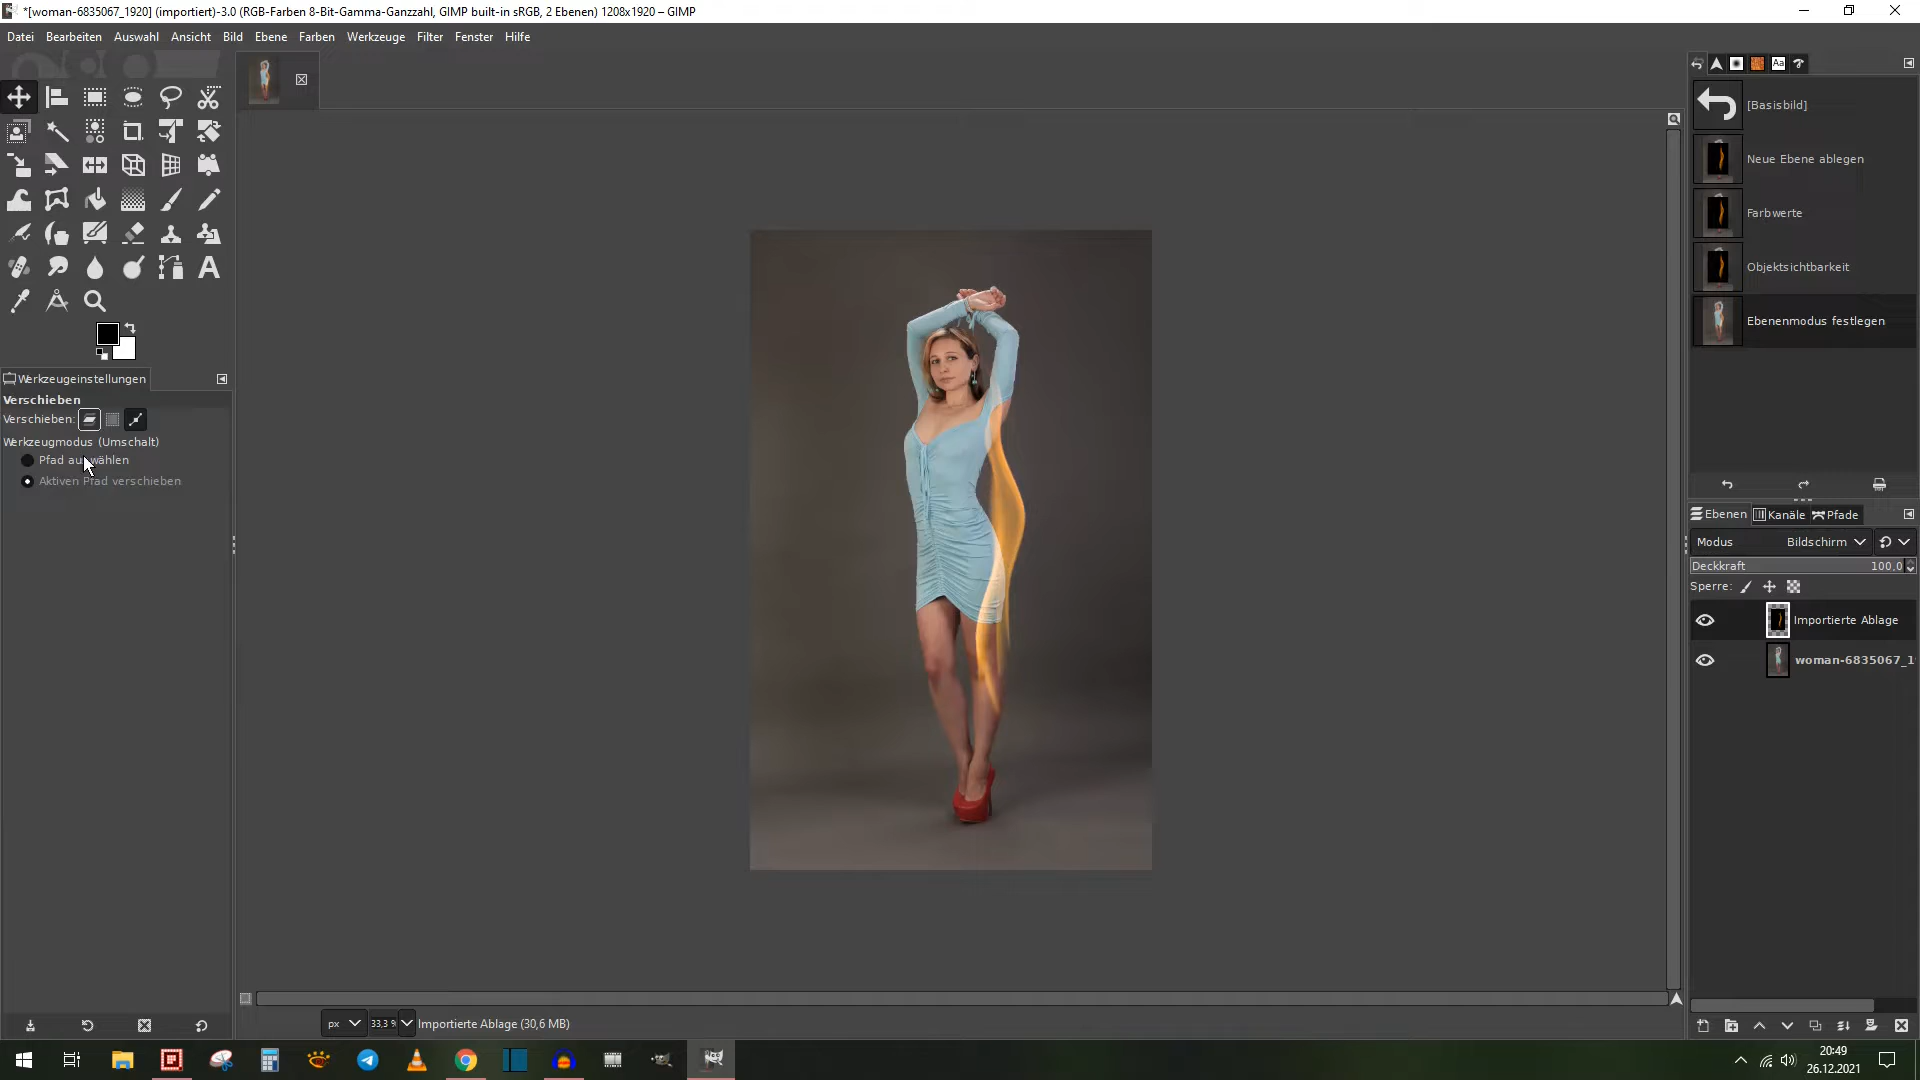 *[woman-6835067_1920] (importiert)-3.0 (RGB-Farben 8-Bit-Gamma-Ganzzahl, GIMP built-in sRGB, 2 Ebenen) 1208x1920 – GIMP
Datei Bearbeiten Auswahl Ansicht Bild Ebene Farben Werkzeuge Filter Fenster Hilfe
Aa
[Basisbild]
Neue Ebene ablegen
Farbwerte
Objektsichtbarkeit
Ebenenmodus festlegen
Werkzeugeinstellungen
Verschieben
Verschieben:
Werkzeugmodus (Umschalt)
Pfad auswählen
Aktiven Pfad verschieben
Ebenen Kanäle Pfade
Modus Bildschirm
Deckkraft 100,0
Sperre:
Importierte Ablage
woman-6835067_1
px 33,3 % Importierte Ablage (30,6 MB)
20:49
26.12.2021